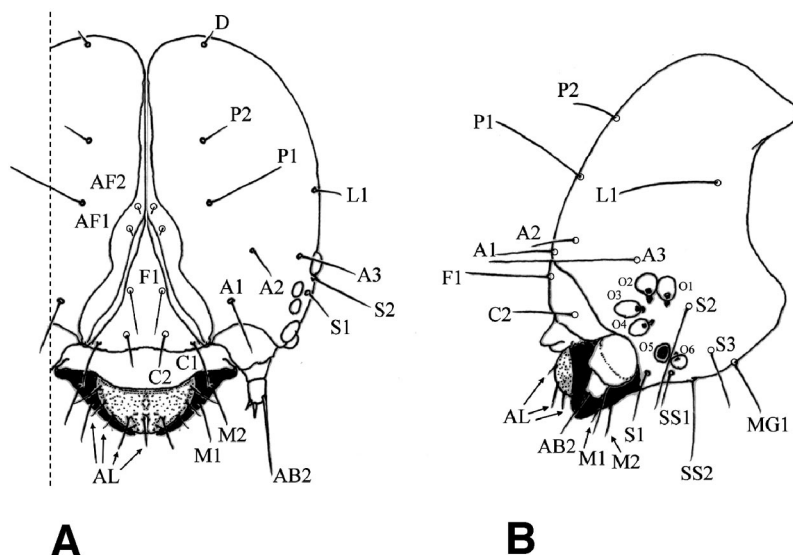 D
P2
P1
AF2
AF1
L1
A3
A2
A1
F1
S2
S1
C1
C2
M2
M1
AL
AB2
A
P2
P1
L1
A2
A1
A3
F1
O2
O1
O3
S2
C2
O4
O5
O6
S3
AL
AB2
M1
M2
S1
SS1
SS2
MG1
B